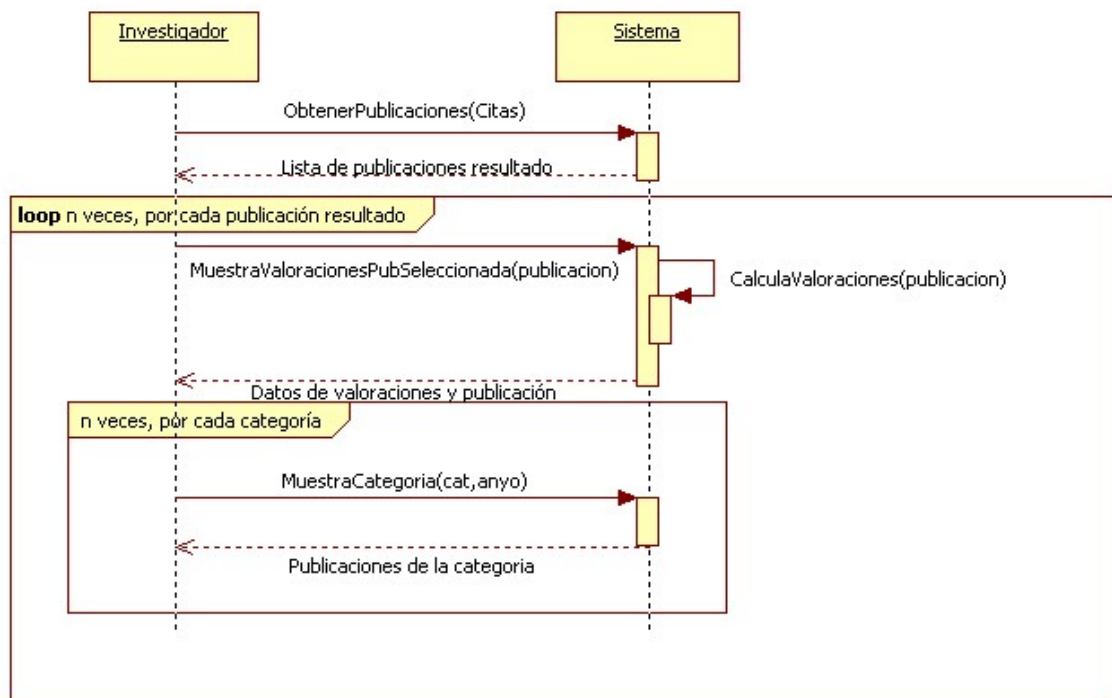 Investigador
Sistema
ObtenerPublicaciones(Citas)
Lista de publicaciones resultado
loop n veces, por cada publicación resultado
MuestraValoracionesPubSeleccionada(publicacion)
CalculaValoraciones(publicacion)
Datos de valoraciones y publicación
n veces, por cada categoría
MuestraCategoria(cat,anyo)
Publicaciones de la categoria